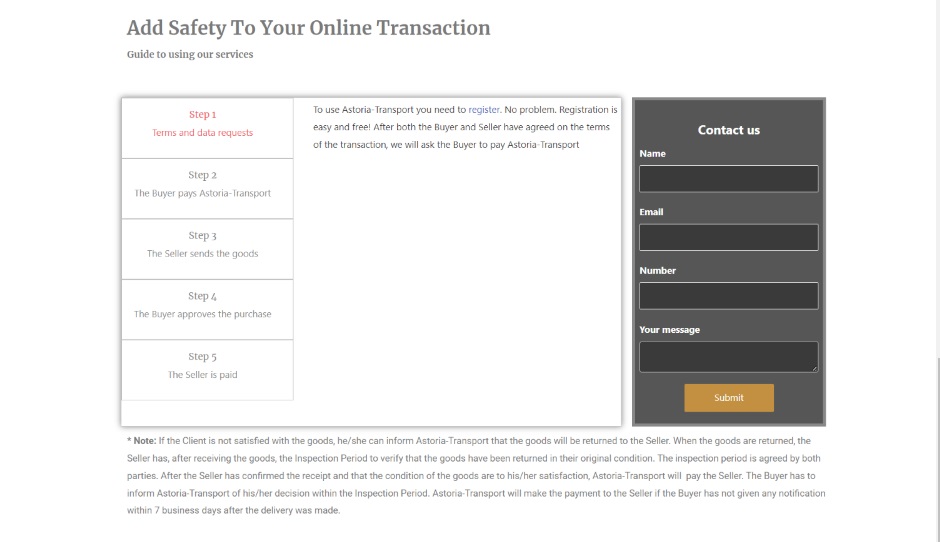 Add Safety To Your Online Transaction
Guide to using our services
Step 1
Terms and data requests
Step 2
The Buyer pays Astoria-Transport
Step 3
The Seller sends the goods
Step 4
The Buyer approves the purchase
Step 5
The Seller is paid
To use Astoria-Transport you need to register. No problem. Registration is
easy and free! After both the Buyer and Seller have agreed on the terms
of the transaction, we will ask the Buyer to pay Astoria-Transport
Contact us
Name
Email
Number
Your message
Submit
* Note: If the Client is not satisfied with the goods, he/she can inform Astoria-Transport that the goods will be returned to the Seller. When the goods are returned, the
Seller has, after receiving the goods, the Inspection Period to verify that the goods have been returned in their original condition. The inspection period is agreed by both
parties. After the Seller has confirmed the receipt and that the condition of the goods are to his/her satisfaction, Astoria-Transport will pay the Seller. The Buyer has to
inform Astoria-Transport of his/her decision within the Inspection Period. Astoria-Transport will make the payment to the Seller if the Buyer has not given any notification
within 7 business days after the delivery was made.